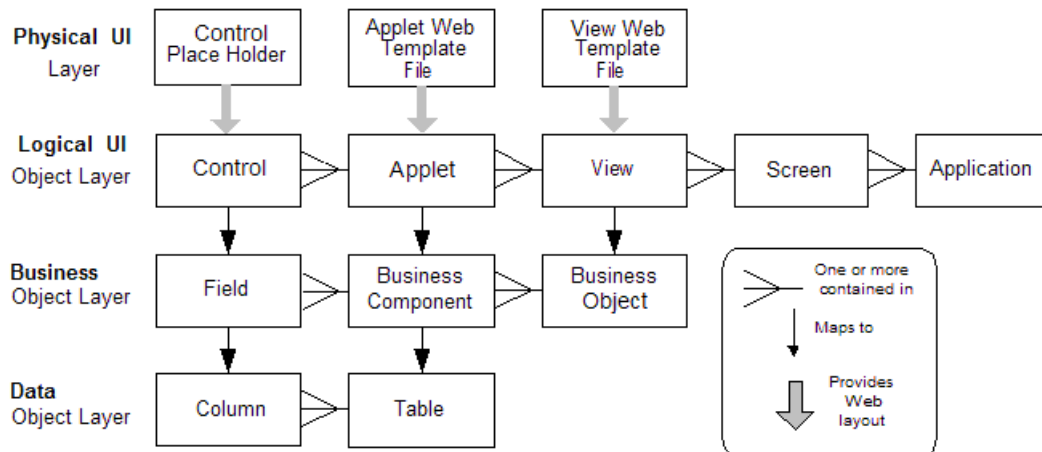 Physical UI
Layer
Control
Place Holder
Applet Web
Template
File
View Web
Template
File
Logical UI
Object Layer
Control
Applet
View
Screen
Application
Business
Object Layer
Field
Business
Component
Business
Object
Data
Object Layer
Column
Table
One or more
contained in
Maps to
Provides
Web
layout